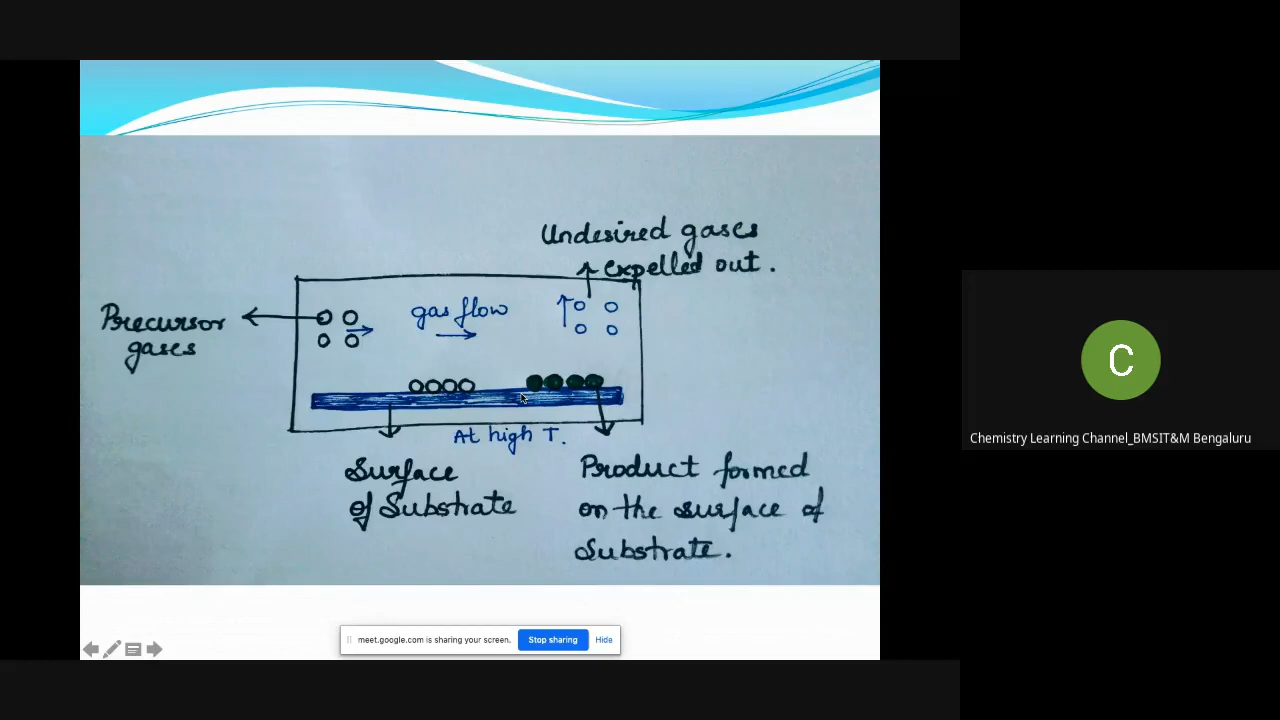 Undesired gases
expelled out.
Precursor
gases
gas flow
At high T.
Surface
of Substrate
Product formed
on the surface of
Substrate.
meet.google.com is sharing your screen.
Stop sharing
Hide
C
Chemistry Learning Channel_BMSIT&M Bengaluru